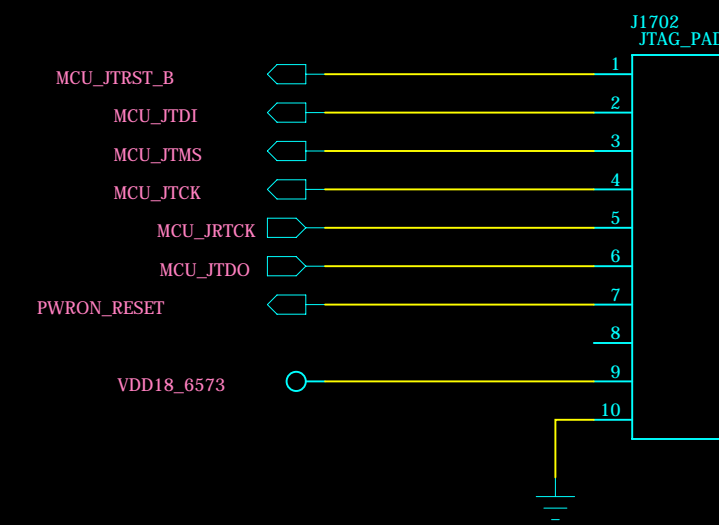 J1702
JTAG_PAD
MCU_JTRST_B 1
MCU_JTDI 2
MCU_JTMS 3
MCU_JTCK 4
MCU_JRTCK 5
MCU_JTDO 6
PWRON_RESET 7
8
VDD18_6573 9
10